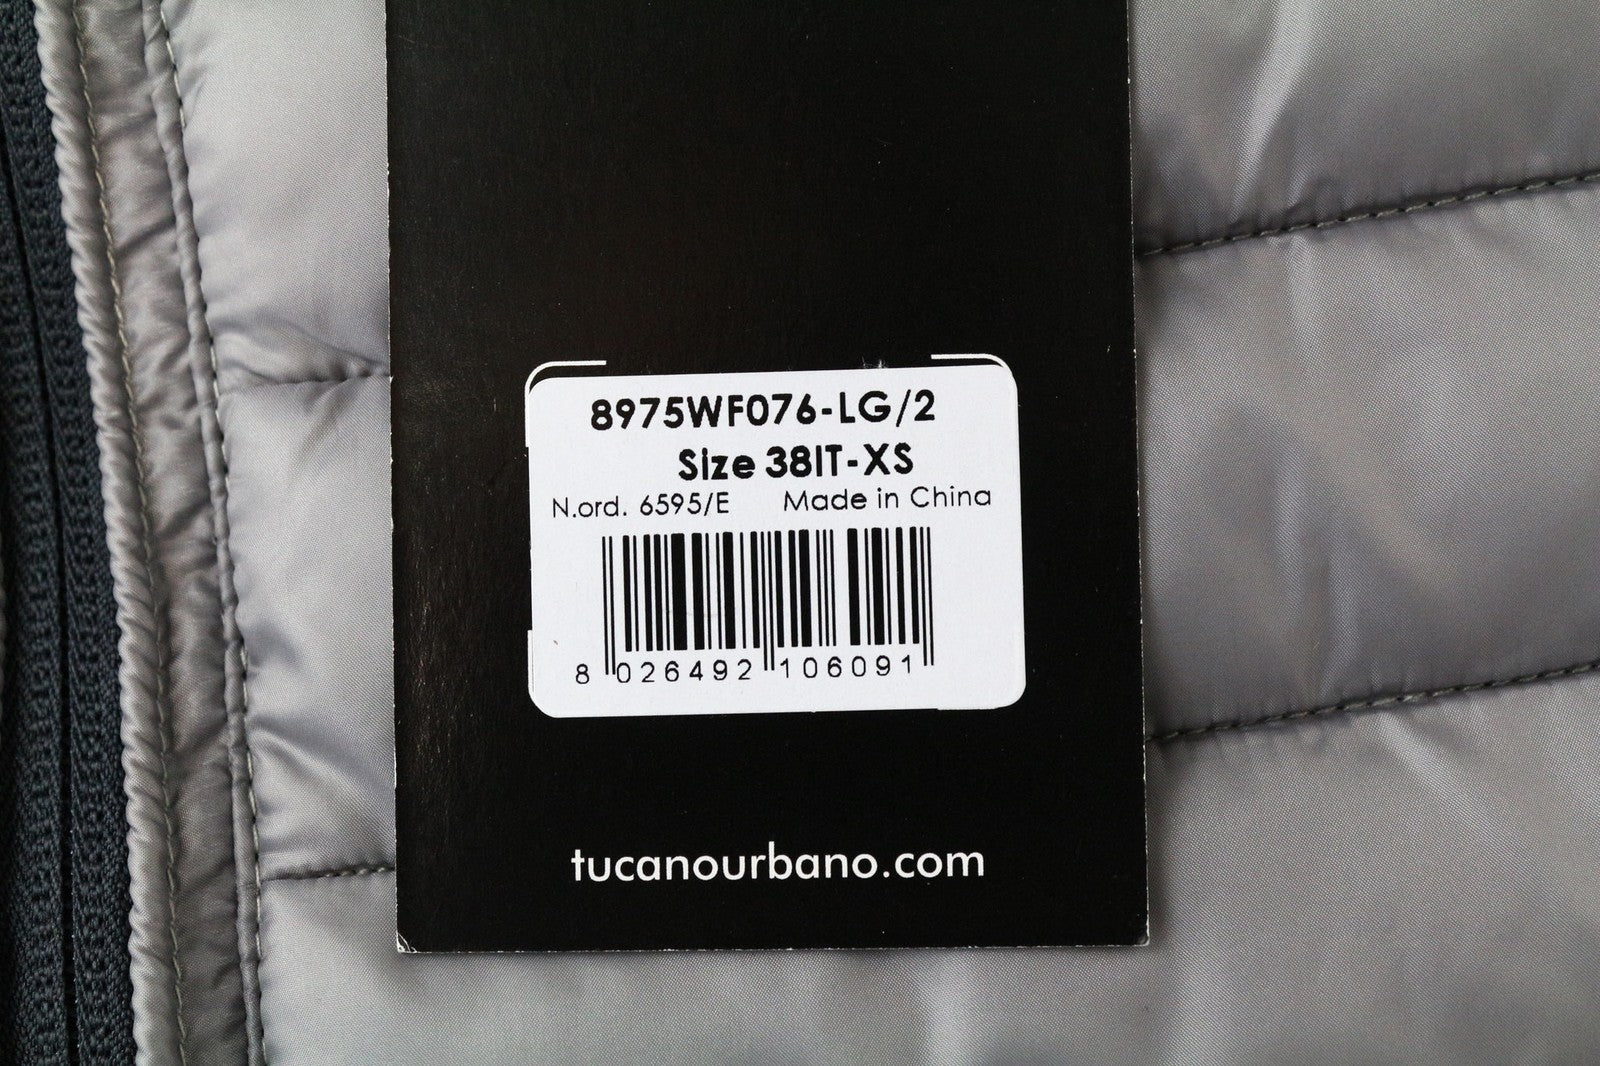 8975WF076-LG/2
Size 38IT-XS
N.ord. 6595/E Made in China
8 026492 106091
tucanourbano.com